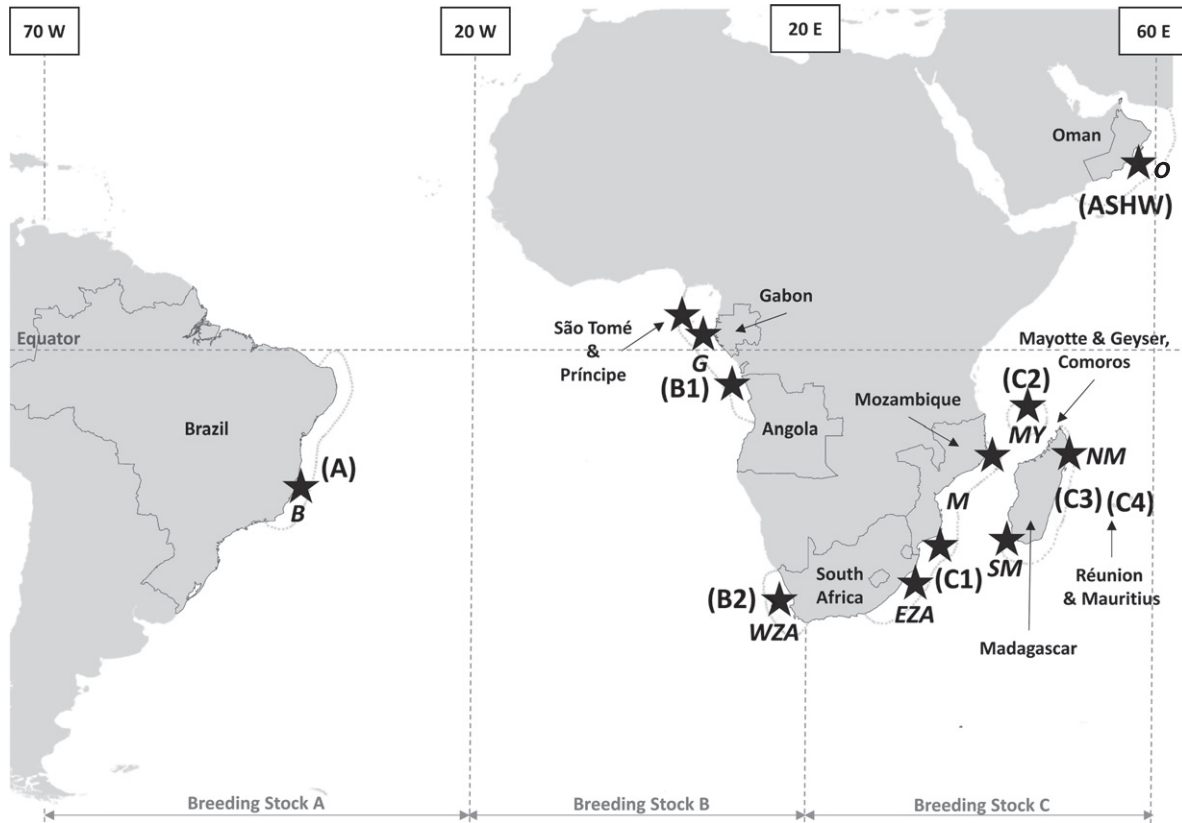 70 W
20 W
20 E
60 E
Oman
O
(ASHW)
Gabon
São Tomé
&
Príncipe
Equator
G
(B1)
Mayotte & Geyser,
Comoros
(C2)
MY
Mozambique
Brazil
Angola
(A)
B
NM
M
(C3) (C4)
SM
(C1)
South
Africa
EZA
(B2)
WZA
Réunion
& Mauritius
Madagascar
Breeding Stock A
Breeding Stock B
Breeding Stock C